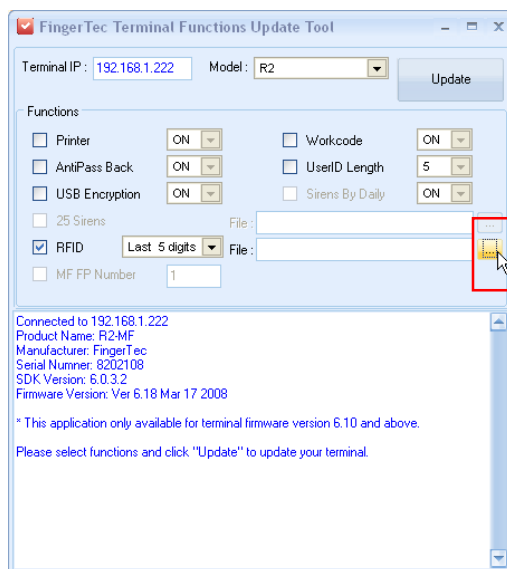 FingerTec Terminal Functions Update Tool
Terminal IP : 192.168.1.222 Model : R2 Update
Functions
Printer ON Workcode ON
AntiPass Back ON UserID Length 5
USB Encryption ON Sirens By Daily ON
25 Sirens File : ...
RFID Last 5 digits File : ...
MF FP Number 1
Connected to 192.168.1.222
Product Name: R2-MF
Manufacturer: FingerTec
Serial Numner: 8202108
SDK Version: 6.0.3.2
Firmware Version: Ver 6.18 Mar 17 2008
* This application only available for terminal firmware version 6.10 and above.
Please select functions and click "Update" to update your terminal.